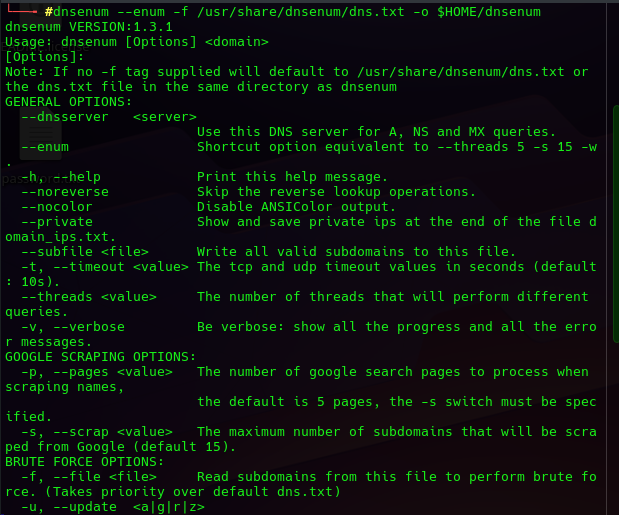 #dnsenum --enum -f /usr/share/dnsenum/dns.txt -o $HOME/dnsenum
dnsenum VERSION:1.3.1
Usage: dnsenum [Options] <domain>
[Options]:
Note: If no -f tag supplied will default to /usr/share/dnsenum/dns.txt or
the dns.txt file in the same directory as dnsenum
GENERAL OPTIONS:
  --dnsserver   <server>
                        Use this DNS server for A, NS and MX queries.
  --enum                Shortcut option equivalent to --threads 5 -s 15 -w
.
  -h, --help            Print this help message.
  --noreverse           Skip the reverse lookup operations.
  --nocolor             Disable ANSIColor output.
  --private             Show and save private ips at the end of the file d
omain_ips.txt.
  --subfile <file>      Write all valid subdomains to this file.
  -t, --timeout <value> The tcp and udp timeout values in seconds (default
: 10s).
  --threads <value>     The number of threads that will perform different
queries.
  -v, --verbose         Be verbose: show all the progress and all the erro
r messages.
GOOGLE SCRAPING OPTIONS:
  -p, --pages <value>   The number of google search pages to process when
scraping names,
                        the default is 5 pages, the -s switch must be spec
ified.
  -s, --scrap <value>   The maximum number of subdomains that will be scra
ped from Google (default 15).
BRUTE FORCE OPTIONS:
  -f, --file <file>     Read subdomains from this file to perform brute fo
rce. (Takes priority over default dns.txt)
  -u, --update  <a|g|r|z>